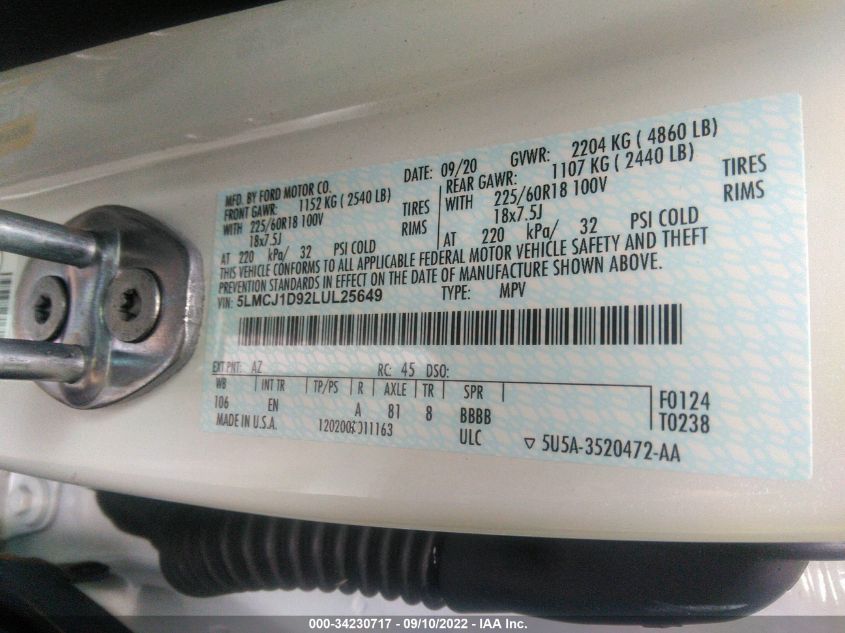 MFD. BY FORD MOTOR CO. DATE: 09/20 GVWR: 2204 KG ( 4860 LB)
FRONT GAWR: 1152 KG ( 2540 LB) REAR GAWR: 1107 KG ( 2440 LB)
WITH 225/60R18 100V TIRES WITH 225/60R18 100V TIRES
18x7.5J RIMS 18x7.5J RIMS
AT 220 kPa/ 32 PSI COLD AT 220 kPa/ 32 PSI COLD
THIS VEHICLE CONFORMS TO ALL APPLICABLE FEDERAL MOTOR VEHICLE SAFETY AND THEFT
PREVENTION STANDARDS IN EFFECT ON THE DATE OF MANUFACTURE SHOWN ABOVE.
VIN: 5LMCJ1D92LUL25649 TYPE: MPV
EXT PNT: AZ RC: 45 DSO:
WB INT TR TP/PS R AXLE TR SPR
106 EN A 81 8 BBBB
ULC
F0124
T0238
MADE IN U.S.A.
▽ 5U5A-3520472-AA
000-34230717 - 09/10/2022 - IAA Inc.